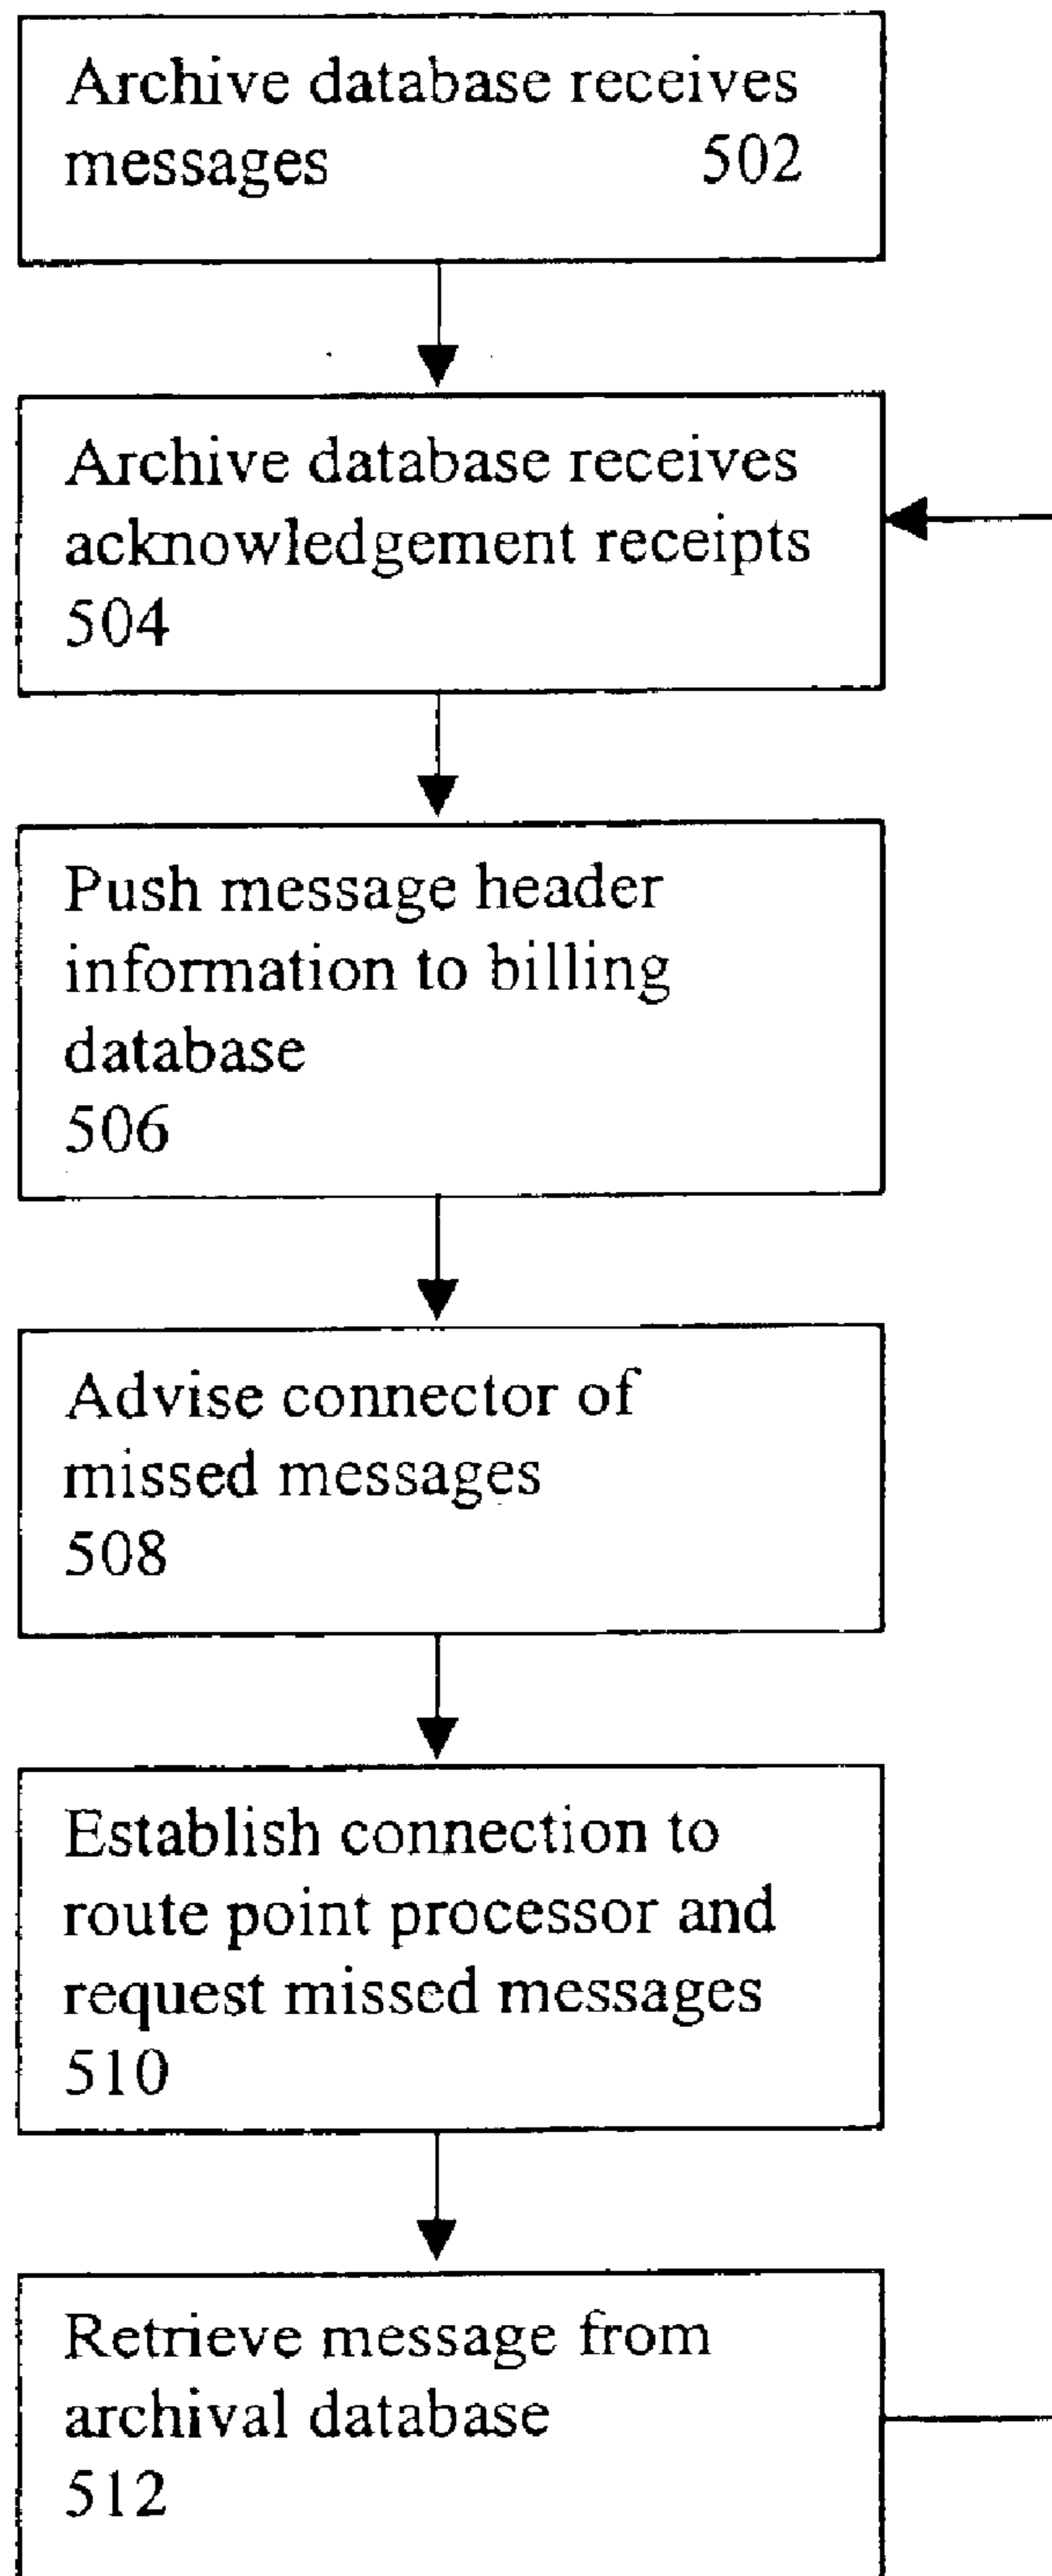 Archive database receives
messages 502
Archive database receives
acknowledgement receipts
504
Push message header
information to billing
database
506
Advise connector of
missed messages
508
Establish connection to
route point processor and
request missed messages
510
Retrieve message from
archival database
512